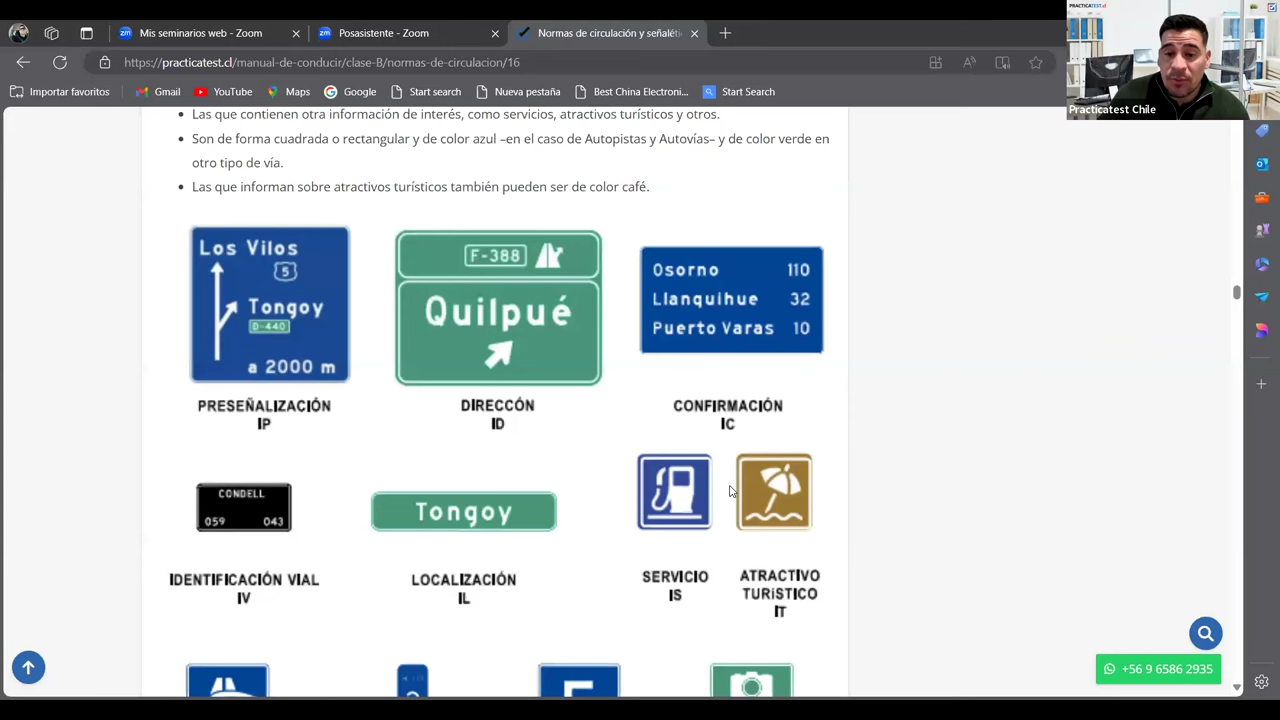 PRACTICATEST.cl
Mis seminarios web - Zoom
Posasistente - Zoom
Normas de circulación y señaléti
https://practicatest.cl/manual-de-conducir/clase-B/normas-de-circulacion/16
Importar favoritos
Gmail
YouTube
Maps
Google
Start search
Nueva pestaña
Best China Electroni...
Start Search
Practicatest Chile
Las que contienen otra información de interés, como servicios, atractivos turísticos y otros.
Son de forma cuadrada o rectangular y de color azul –en el caso de Autopistas y Autovías– y de color verde en
otro tipo de vía.
Las que informan sobre atractivos turísticos también pueden ser de color café.
Los Vilos
5
Tongoy
D-440
a 2000 m
F-388
Quilpué
Osorno 110
Llanquihue 32
Puerto Varas 10
PRESEÑALIZACIÓN
IP
DIRECCÓN
ID
CONFIRMACIÓN
IC
CONDELL
059 043
Tongoy
IDENTIFICACIÓN VIAL
IV
LOCALIZACIÓN
IL
SERVICIO
IS
ATRACTIVO
TURíSTICO
IT
+56 9 6586 2935